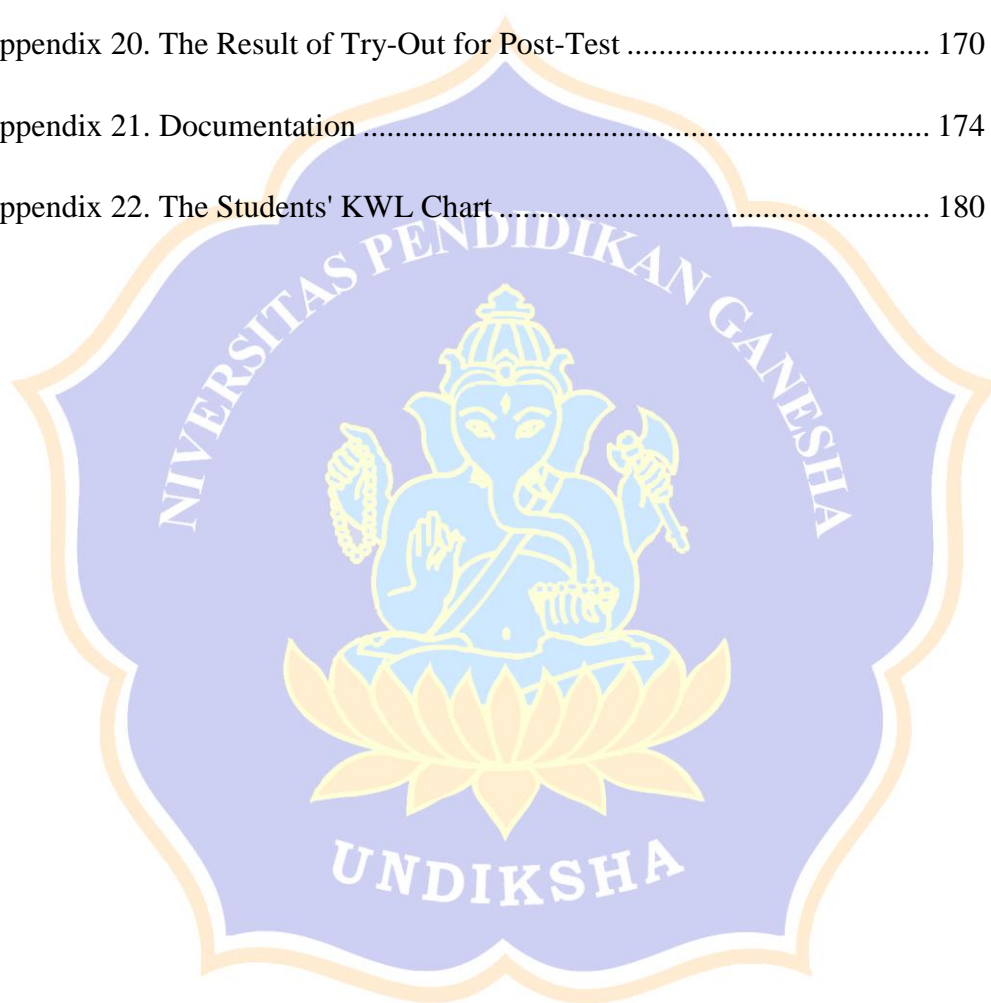 ppendix 20. The Result of Try-Out for Post-Test ...................................... 170
ppendix 21. Documentation ....................................................................... 174
ppendix 22. The Students' KWL Chart ...................................................... 180
NIVERSITAS PENDIDIKAN GANESHA
UNDIKSHA